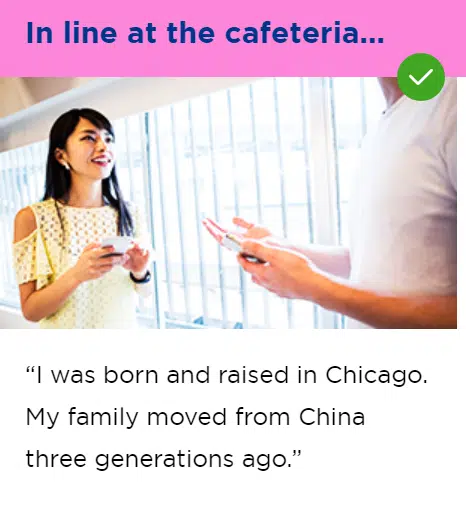 In line at the cafeteria...
“I was born and raised in Chicago.
My family moved from China
three generations ago.”